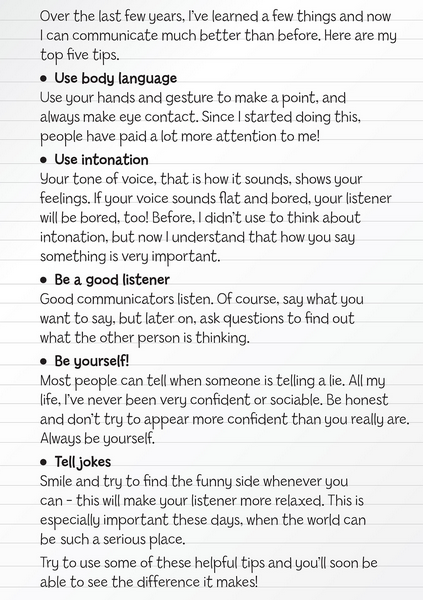 Over the last few years, I've learned a few things and now
I can communicate much better than before. Here are my
top five tips.
• Use body language
Use your hands and gesture to make a point, and
always make eye contact. Since I started doing this,
people have paid a lot more attention to me!
• Use intonation
Your tone of voice, that is how it sounds, shows your
feelings. If your voice sounds flat and bored, your listener
will be bored, too! Before, I didn't use to think about
intonation, but now I understand that how you say
something is very important.
• Be a good listener
Good communicators listen. Of course, say what you
want to say, but later on, ask questions to find out
what the other person is thinking.
• Be yourself!
Most people can tell when someone is telling a lie. All my
life, I've never been very confident or sociable. Be honest
and don't try to appear more confident than you really are.
Always be yourself.
• Tell jokes
Smile and try to find the funny side whenever you
can – this will make your listener more relaxed. This is
especially important these days, when the world can
be such a serious place.
Try to use some of these helpful tips and you'll soon be
able to see the difference it makes!